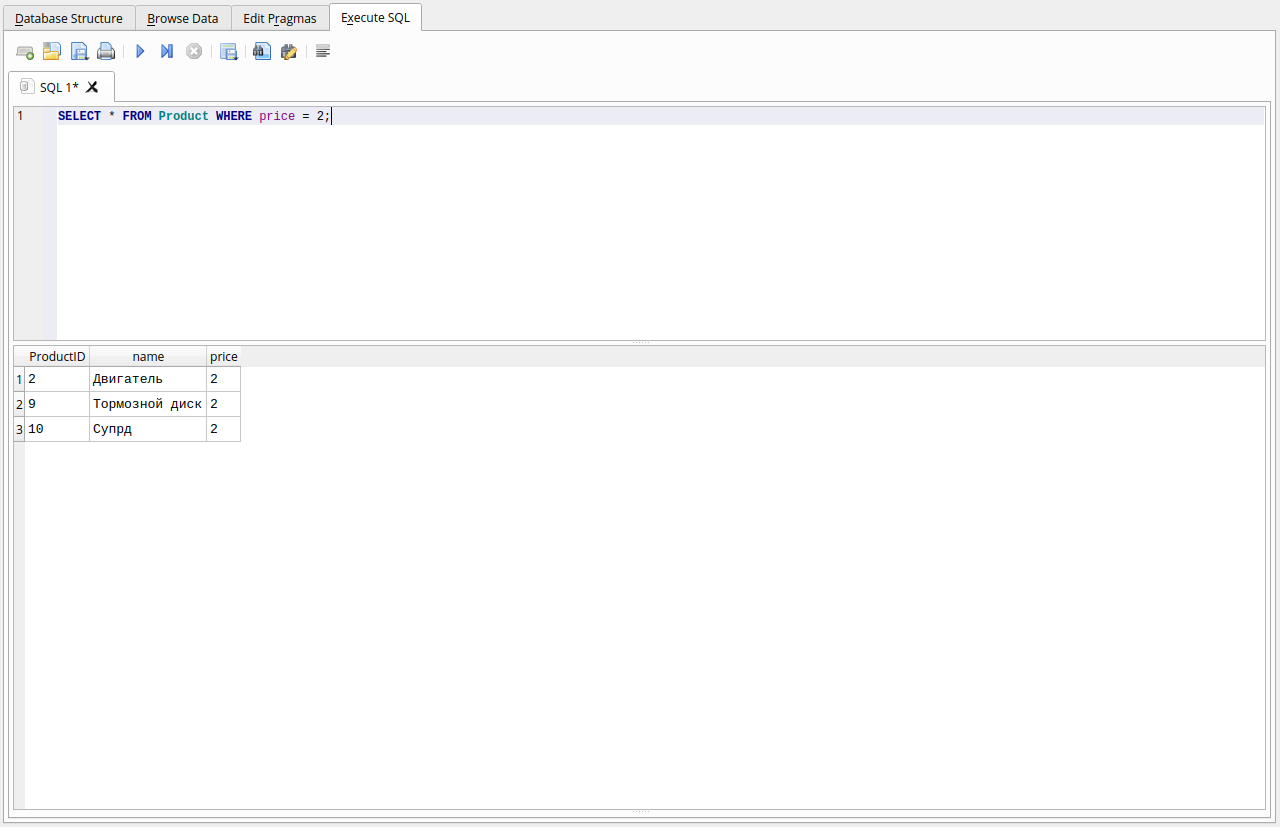 Database Structure Browse Data Edit Pragmas Execute SQL
SQL 1*
1 SELECT * FROM Product WHERE price = 2;
ProductID name price
1 2 Двигатель 2
2 9 Тормозной диск 2
3 10 Супрд 2